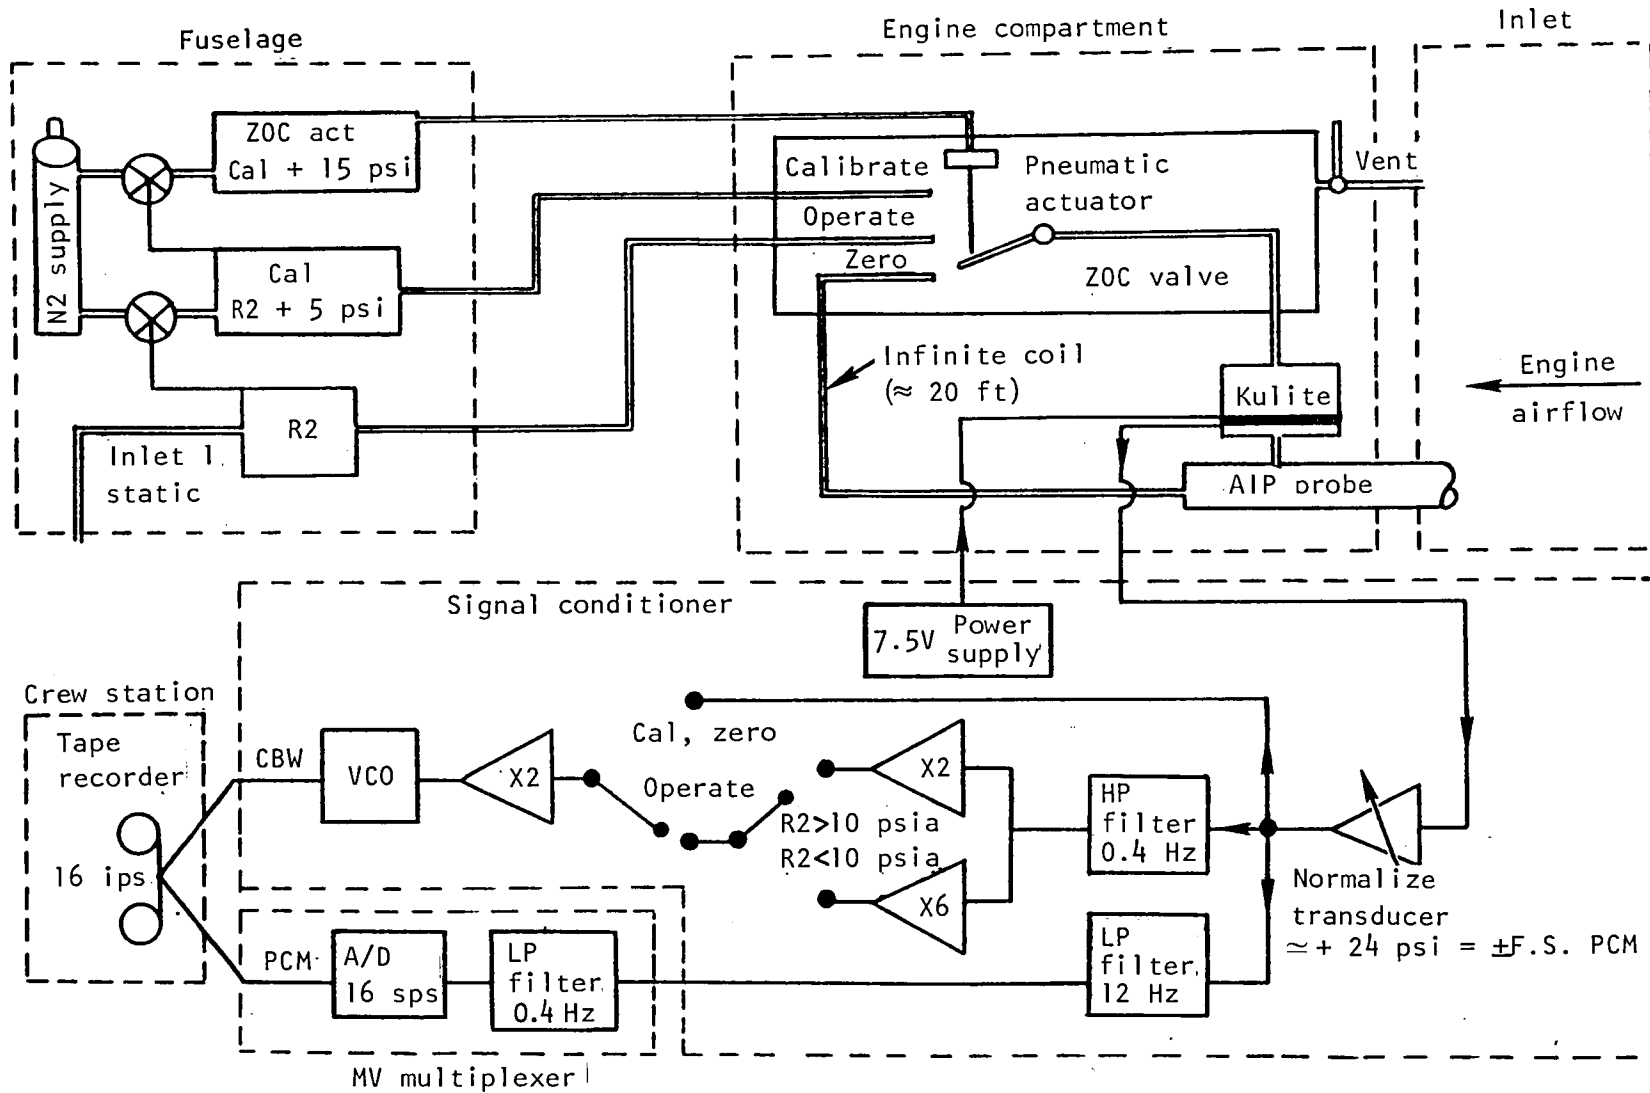 Fuselage
Engine compartment
Inlet
ZOC act
Cal + 15 psi
N2 supply
Cal
R2 + 5 psi
R2
Inlet 1
static
Calibrate
Operate
Zero
Pneumatic
actuator
ZOC valve
Vent
Infinite coil
(≈ 20 ft)
Kulite
AIP probe
Engine
airflow
Signal conditioner
7.5V
Power
supply
Crew station
Tape
recorder
16 ips
CBW
VCO
X2
Cal, zero
Operate
X2
R2>10 psia
R2<10 psia
X6
HP
filter
0.4 Hz
Normalize
transducer
≃+ 24 psi = ±F.S. PCM
LP
filter
12 Hz
PCM
A/D
16 sps
LP
filter
0.4 Hz
MV multiplexer